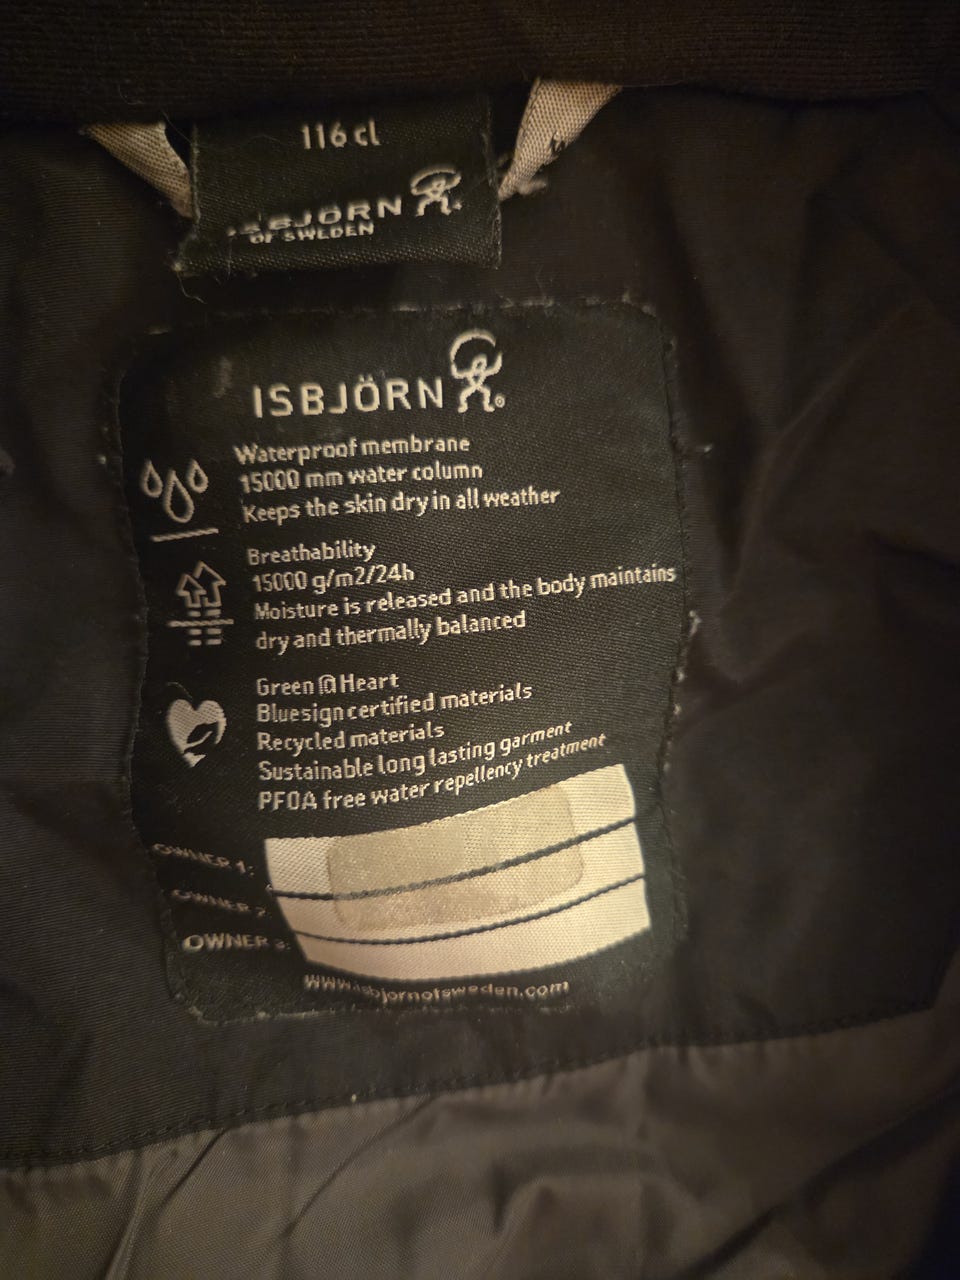 116 cl
ISBJÖRN
OF SWEDEN
ISBJÖRN
Waterproof membrane
15000 mm water column
Keeps the skin dry in all weather
Breathability
15000 g/m2/24h
Moisture is released and the body maintains
dry and thermally balanced
Green @ Heart
Bluesign certified materials
Recycled materials
Sustainable long lasting garment
PFOA free water repellency treatment
OWNER 1:
OWNER 2:
OWNER 3:
www.isbjornofsweden.com